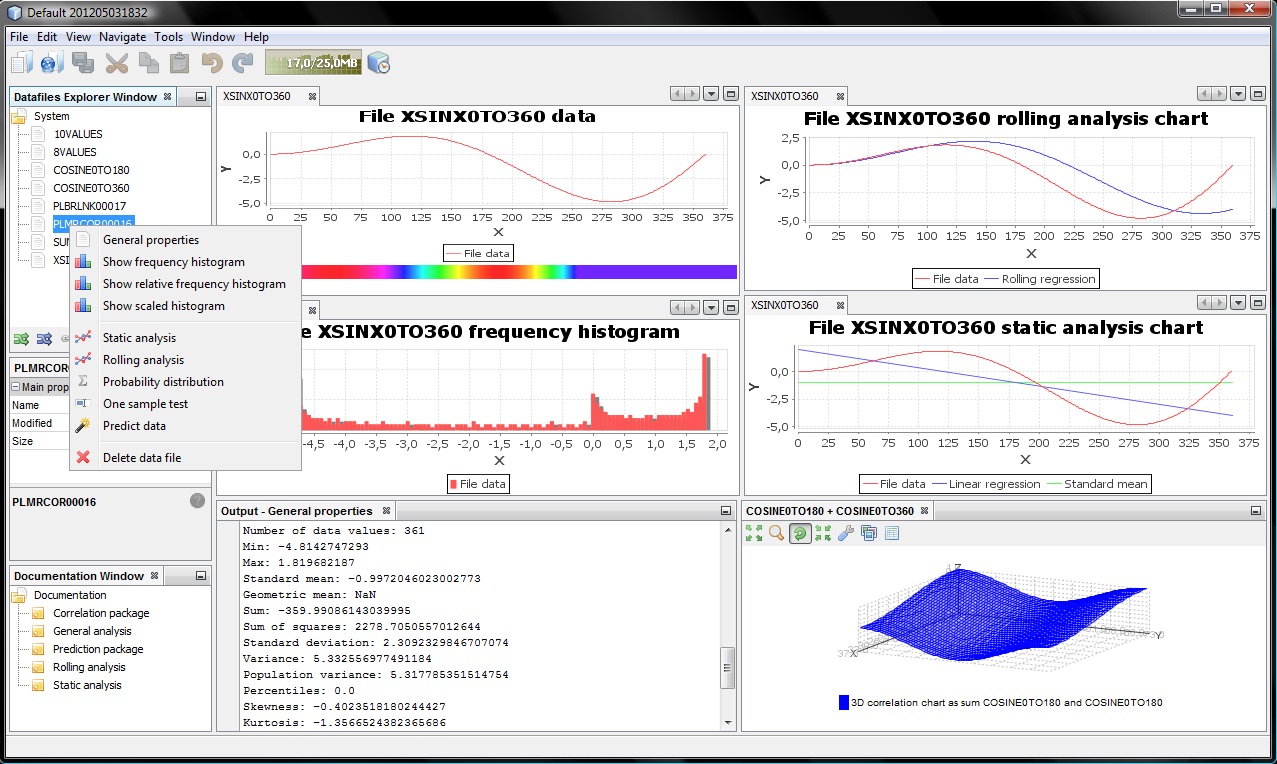 Default 201205031832
File Edit View Navigate Tools Window Help
17,0/25,0MB
Datafiles Explorer Window
System
10VALUES
8VALUES
COSINE0TO180
COSINE0TO360
PLBRLNK00017
PLMRCOR00016
SUN
XSI
General properties
Show frequency histogram
Show relative frequency histogram
Show scaled histogram
Static analysis
Rolling analysis
Probability distribution
One sample test
Predict data
Delete data file
PLMRCOR
Main prop
Name
Modified
Size
PLMRCOR00016
Documentation Window
Documentation
Correlation package
General analysis
Prediction package
Rolling analysis
Static analysis
XSINX0TO360
File XSINX0TO360 data
Y
0,0
-2,5
-5,0
0 25 50 75 100 125 150 175 200 225 250 275 300 325 350 375
X
File data
XSINX0TO360
File XSINX0TO360 rolling analysis chart
Y
2,5
0,0
-2,5
-5,0
0 25 50 75 100 125 150 175 200 225 250 275 300 325 350 375
X
File data Rolling regression
e XSINX0TO360 frequency histogram
-4,5 -4,0 -3,5 -3,0 -2,5 -2,0 -1,5 -1,0 -0,5 0,0 0,5 1,0 1,5 2,0
X
File data
XSINX0TO360
File XSINX0TO360 static analysis chart
Y
0,0
-2,5
-5,0
0 25 50 75 100 125 150 175 200 225 250 275 300 325 350 375
X
File data Linear regression Standard mean
Output - General properties
Number of data values: 361
Min: -4.8142747293
Max: 1.819682187
Standard mean: -0.9972046023002773
Geometric mean: NaN
Sum: -359.99086143039995
Sum of squares: 2278.7059567012644
Standard deviation: 2.3092329846707074
Variance: 5.332556977491184
Population variance: 5.317785351514754
Percentiles: 0.0
Skewness: -0.4023518180244427
Kurtosis: -1.3566524382365686
COSINE0TO180 + COSINE0TO360
Z
X
Y
3D correlation chart as sum COSINE0TO180 and COSINE0TO180